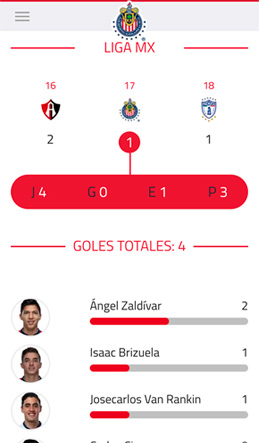 LIGA MX
16 17 18
2 1 1
J 4 G 0 E 1 P 3
GOLES TOTALES: 4
Ángel Zaldívar 2
Isaac Brizuela 1
Josecarlos Van Rankin 1